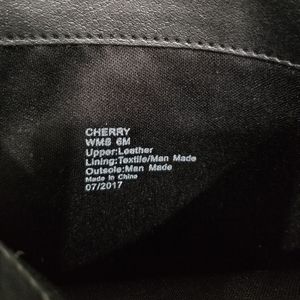 CHERRY
WMS 6M
Upper:Leather
Lining:Textile/Man Made
Outsole:Man Made
Made in China
07/2017